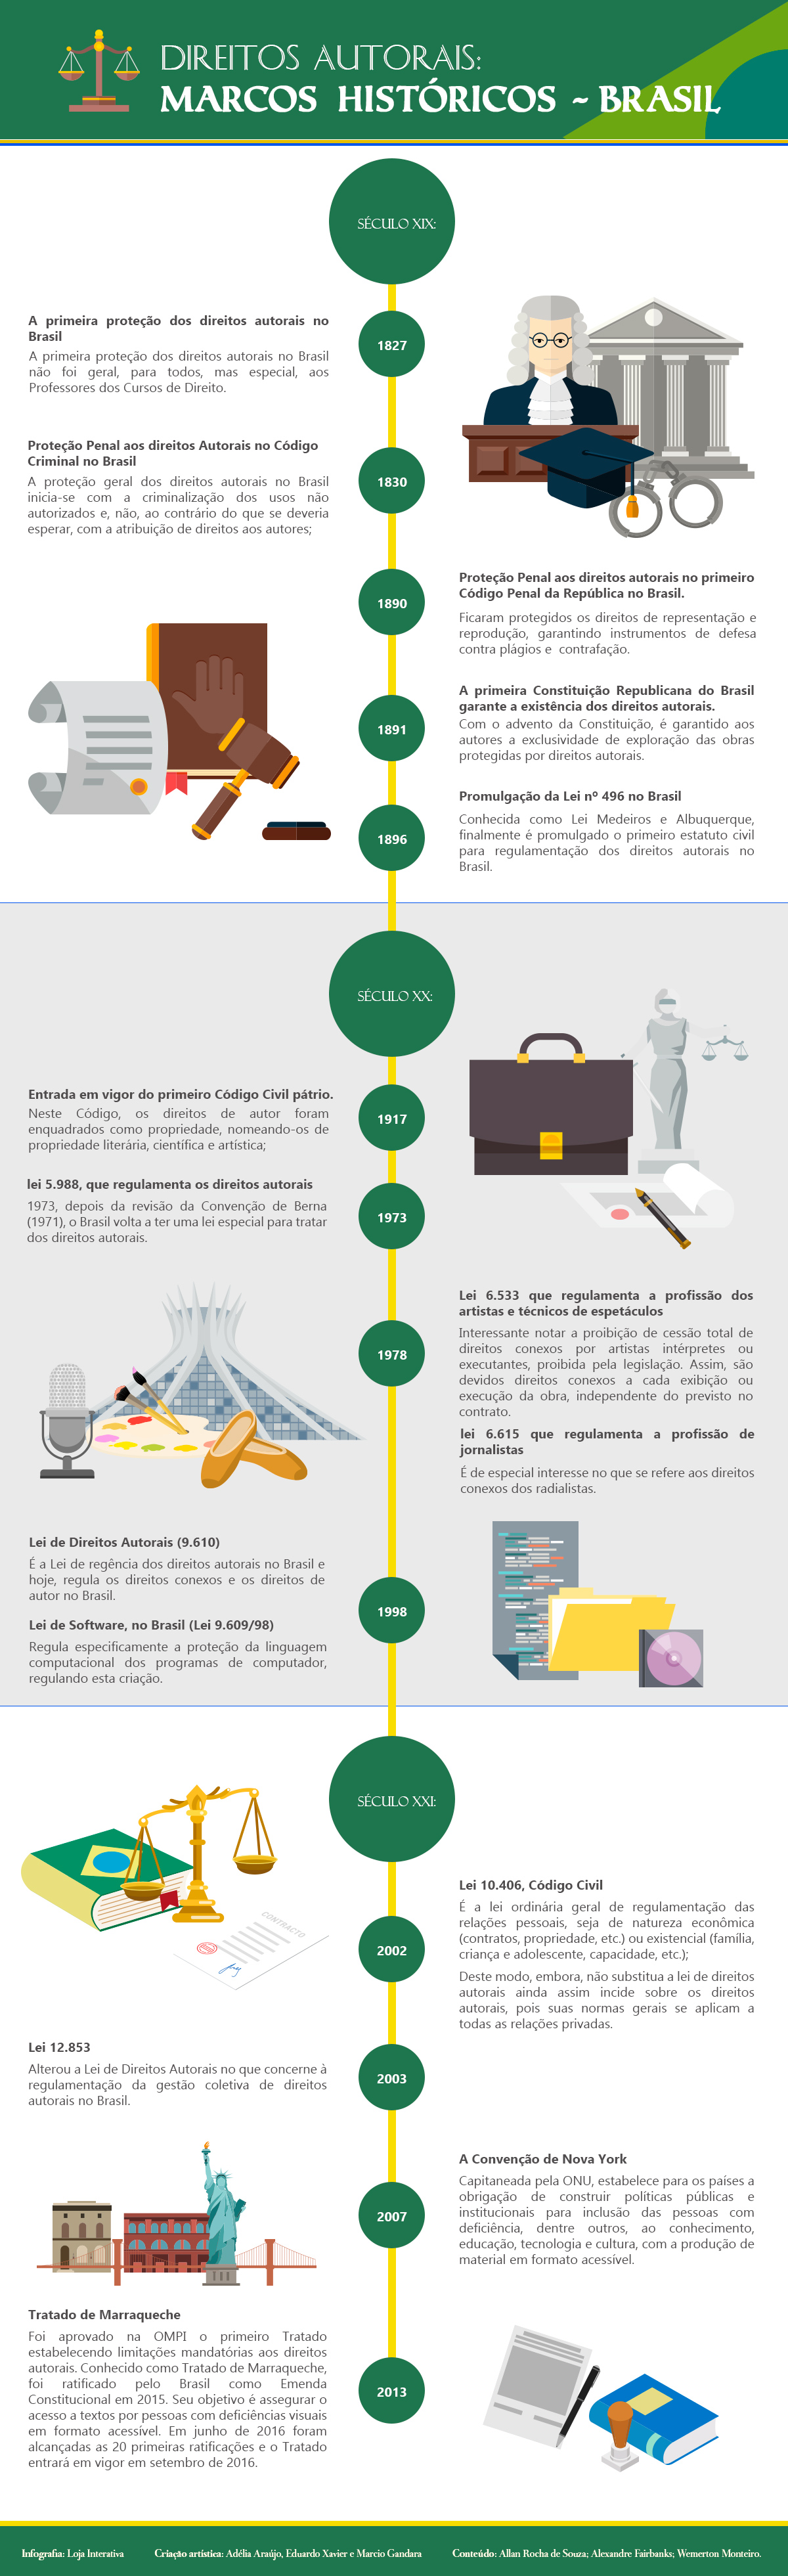 DIREITOS AUTORAIS:
MARCOS HISTÓRICOS - BRASIL
SÉCULO XIX:
1827
A primeira proteção dos direitos autorais no
Brasil
A primeira proteção dos direitos autorais no Brasil
não foi geral, para todos, mas especial, aos
Professores dos Cursos de Direito.
1830
Proteção Penal aos direitos Autorais no Código
Criminal no Brasil
A proteção geral dos direitos autorais no Brasil
inicia-se com a criminalização dos usos não
autorizados e, não, ao contrário do que se deveria
esperar, com a atribuição de direitos aos autores;
1890
Proteção Penal aos direitos autorais no primeiro
Código Penal da República no Brasil.
Ficaram protegidos os direitos de representação e
reprodução, garantindo instrumentos de defesa
contra plágios e contrafação.
1891
A primeira Constituição Republicana do Brasil
garante a existência dos direitos autorais.
Com o advento da Constituição, é garantido aos
autores a exclusividade de exploração das obras
protegidas por direitos autorais.
1896
Promulgação da Lei nº 496 no Brasil
Conhecida como Lei Medeiros e Albuquerque,
finalmente é promulgado o primeiro estatuto civil
para regulamentação dos direitos autorais no
Brasil.
SÉCULO XX:
1917
Entrada em vigor do primeiro Código Civil pátrio.
Neste Código, os direitos de autor foram
enquadrados como propriedade, nomeando-os de
propriedade literária, científica e artística;
1973
lei 5.988, que regulamenta os direitos autorais
1973, depois da revisão da Convenção de Berna
(1971), o Brasil volta a ter uma lei especial para tratar
dos direitos autorais.
1978
Lei 6.533 que regulamenta a profissão dos
artistas e técnicos de espetáculos
Interessante notar a proibição de cessão total de
direitos conexos por artistas intérpretes ou
executantes, proibida pela legislação. Assim, são
devidos direitos conexos a cada exibição ou
execução da obra, independente do previsto no
contrato.
lei 6.615 que regulamenta a profissão de
jornalistas
É de especial interesse no que se refere aos direitos
conexos dos radialistas.
1998
Lei de Direitos Autorais (9.610)
É a Lei de regência dos direitos autorais no Brasil e
hoje, regula os direitos conexos e os direitos de
autor no Brasil.
Lei de Software, no Brasil (Lei 9.609/98)
Regula especificamente a proteção da linguagem
computacional dos programas de computador,
regulando esta criação.
SÉCULO XXI:
CONTRACTO
2002
Lei 10.406, Código Civil
É a lei ordinária geral de regulamentação das
relações pessoais, seja de natureza econômica
(contratos, propriedade, etc.) ou existencial (família,
criança e adolescente, capacidade, etc.);
Deste modo, embora, não substitua a lei de direitos
autorais ainda assim incide sobre os direitos
autorais, pois suas normas gerais se aplicam a
todas as relações privadas.
2003
Lei 12.853
Alterou a Lei de Direitos Autorais no que concerne à
regulamentação da gestão coletiva de direitos
autorais no Brasil.
2007
A Convenção de Nova York
Capitaneada pela ONU, estabelece para os países a
obrigação de construir políticas públicas e
institucionais para inclusão das pessoas com
deficiência, dentre outros, ao conhecimento,
educação, tecnologia e cultura, com a produção de
material em formato acessível.
2013
Tratado de Marraqueche
Foi aprovado na OMPI o primeiro Tratado
estabelecendo limitações mandatórias aos direitos
autorais. Conhecido como Tratado de Marraqueche,
foi ratificado pelo Brasil como Emenda
Constitucional em 2015. Seu objetivo é assegurar o
acesso a textos por pessoas com deficiências visuais
em formato acessível. Em junho de 2016 foram
alcançadas as 20 primeiras ratificações e o Tratado
entrará em vigor em setembro de 2016.
Infografia: Loja Interativa
Criação artística: Adélia Araújo, Eduardo Xavier e Marcio Gandara
Conteúdo: Allan Rocha de Souza; Alexandre Fairbanks; Wemerton Monteiro.